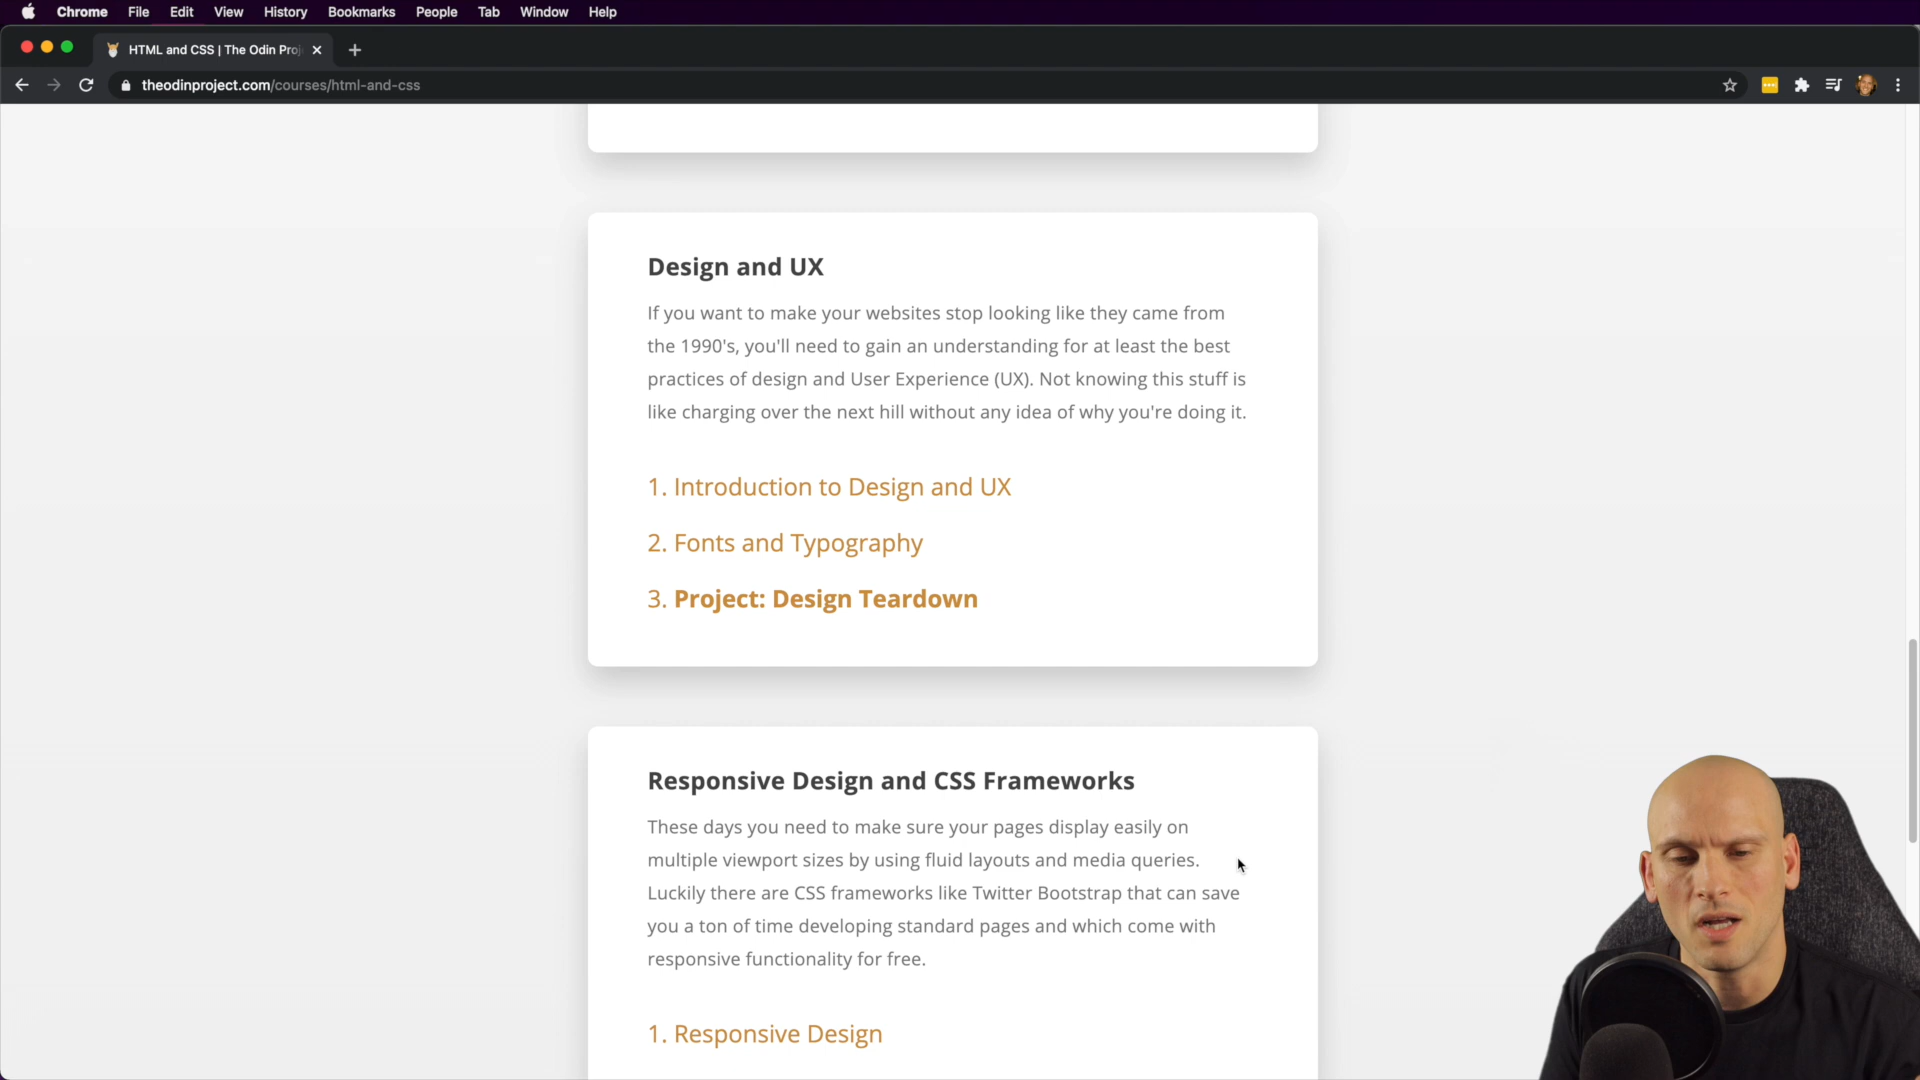 Chrome File Edit View History Bookmarks People Tab Window Help
HTML and CSS | The Odin Proj
theodinproject.com/courses/html-and-css
Design and UX
If you want to make your websites stop looking like they came from
the 1990's, you'll need to gain an understanding for at least the best
practices of design and User Experience (UX). Not knowing this stuff is
like charging over the next hill without any idea of why you're doing it.
1. Introduction to Design and UX
2. Fonts and Typography
3. Project: Design Teardown
Responsive Design and CSS Frameworks
These days you need to make sure your pages display easily on
multiple viewport sizes by using fluid layouts and media queries.
Luckily there are CSS frameworks like Twitter Bootstrap that can save
you a ton of time developing standard pages and which come with
responsive functionality for free.
1. Responsive Design